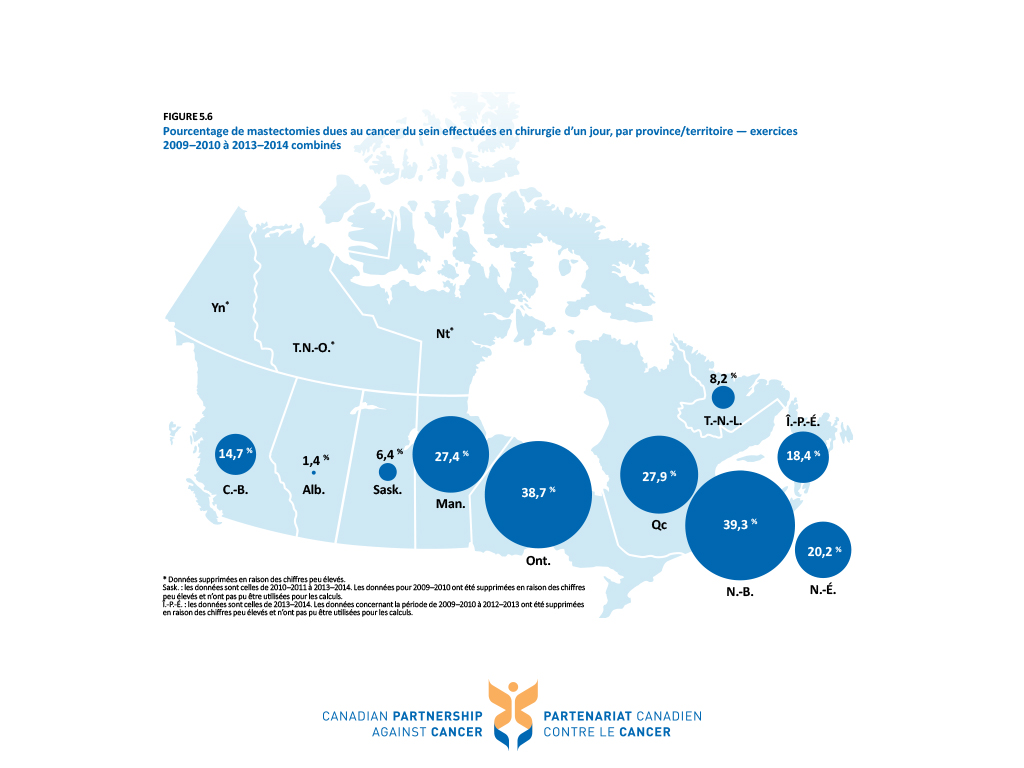 FIGURE 5.6
Pourcentage de mastectomies dues au cancer du sein effectuées en chirurgie d’un jour, par province/territoire — exercices
2009–2010 à 2013–2014 combinés
Yn*
T.N.-O.*
Nt*
8,2 %
T.-N.-L.
Î.-P.-É.
14,7 %
C.-B.
1,4 %
Alb.
6,4 %
Sask.
27,4 %
Man.
38,7 %
Ont.
27,9 %
Qc
39,3 %
N.-B.
18,4 %
20,2 %
N.-É.
* Données supprimées en raison des chiffres peu élevés.
Sask. : les données sont celles de 2010–2011 à 2013–2014. Les données pour 2009–2010 ont été supprimées en raison des chiffres
peu élevés et n’ont pas pu être utilisées pour les calculs.
Î.-P.-É. : les données sont celles de 2013–2014. Les données concernant la période de 2009–2010 à 2012–2013 ont été supprimées
en raison des chiffres peu élevés et n’ont pas pu être utilisées pour les calculs.
CANADIAN PARTNERSHIP
AGAINST CANCER
PARTENARIAT CANADIEN
CONTRE LE CANCER